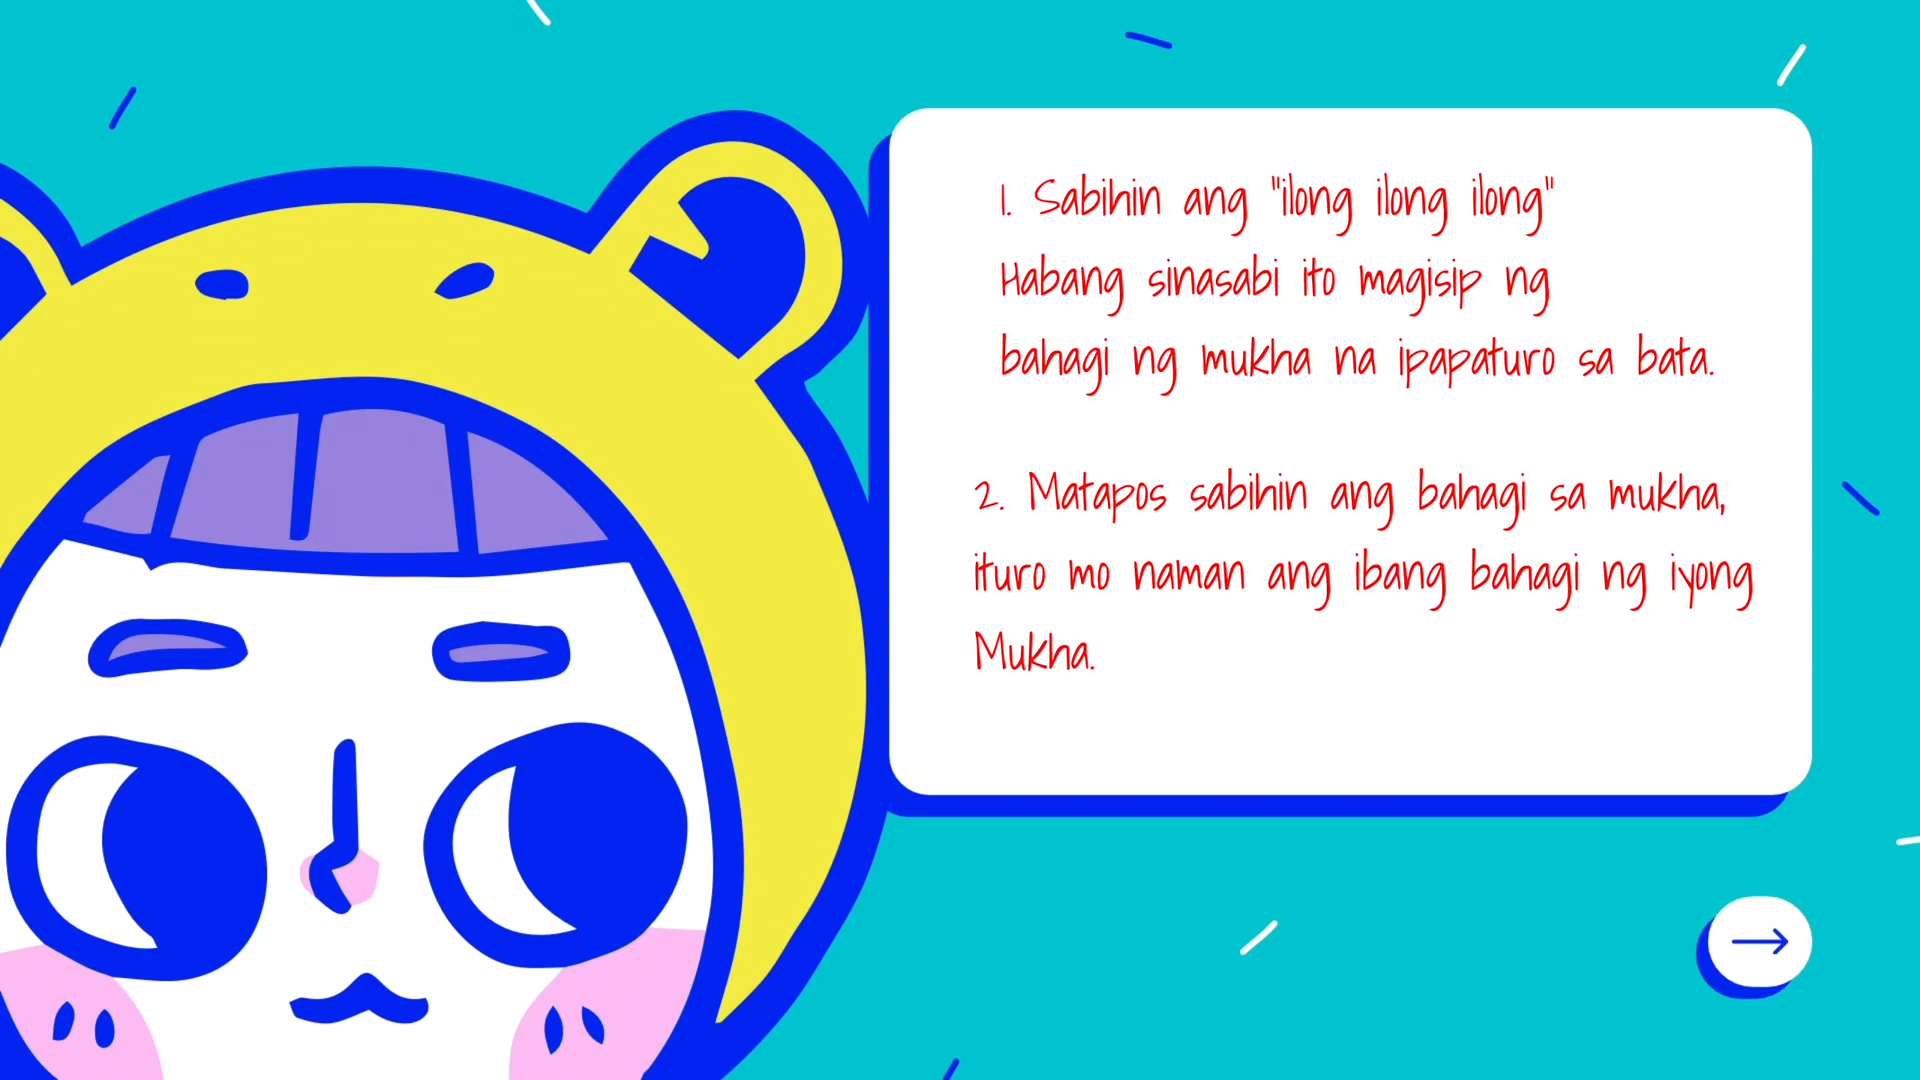 1. Sabihin ang "ilong ilong ilong"
Habang sinasabi ito magisip ng
bahagi ng mukha na ipapaturo sa bata.
2. Matapos sabihin ang bahagi sa mukha,
ituro mo naman ang ibang bahagi ng iyong
Mukha.